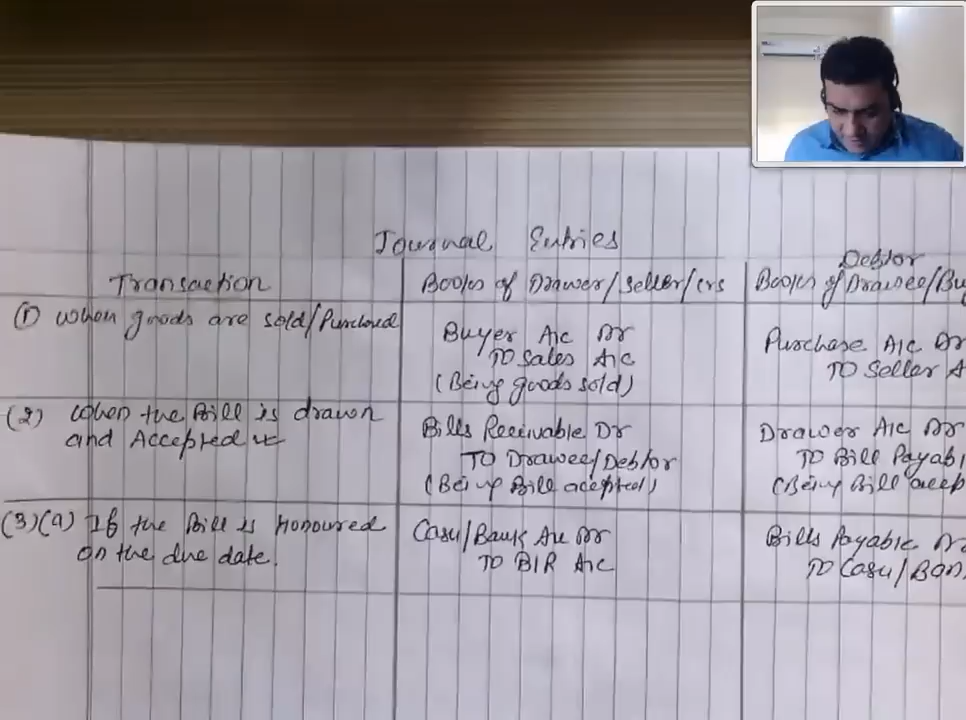 Journal Entries
Transaction
Books of Drawer/Seller/crs
Debtor
Books of Drawee/Bu
(1) When goods are sold/Purchased
Buyer A/c Dr
TO Sales A/c
(Being goods sold)
Purchase A/c Dr
TO Seller A
(2) When the Bill is drawn
and Accepted
Bills Receivable Dr
TO Drawee/Debtor
(Being Bill accepted)
Drawer A/c Dr
TO Bill Payabl
(Being Bill accep
(3)(a) If the Bill is Honoured
on the due date.
Cash/Bank A/c Dr
TO B/R A/c
Bills Payable Dr
TO Cash/Ban